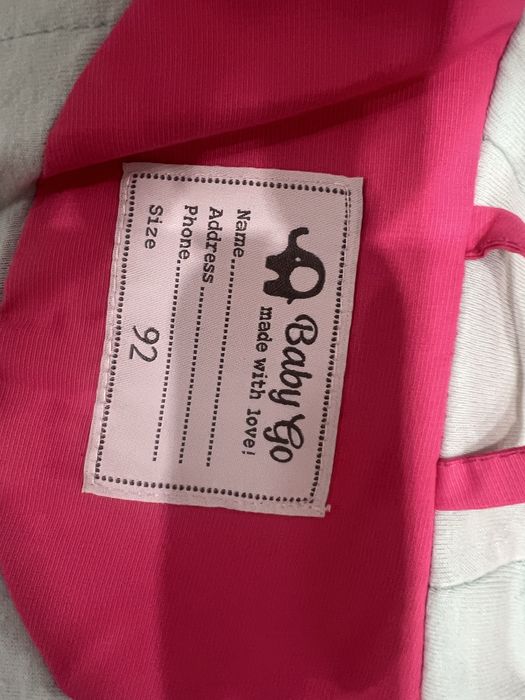 Baby Go
made with love!
Name..............................
Address..............................
Phone..............................
Size 92 ..............................